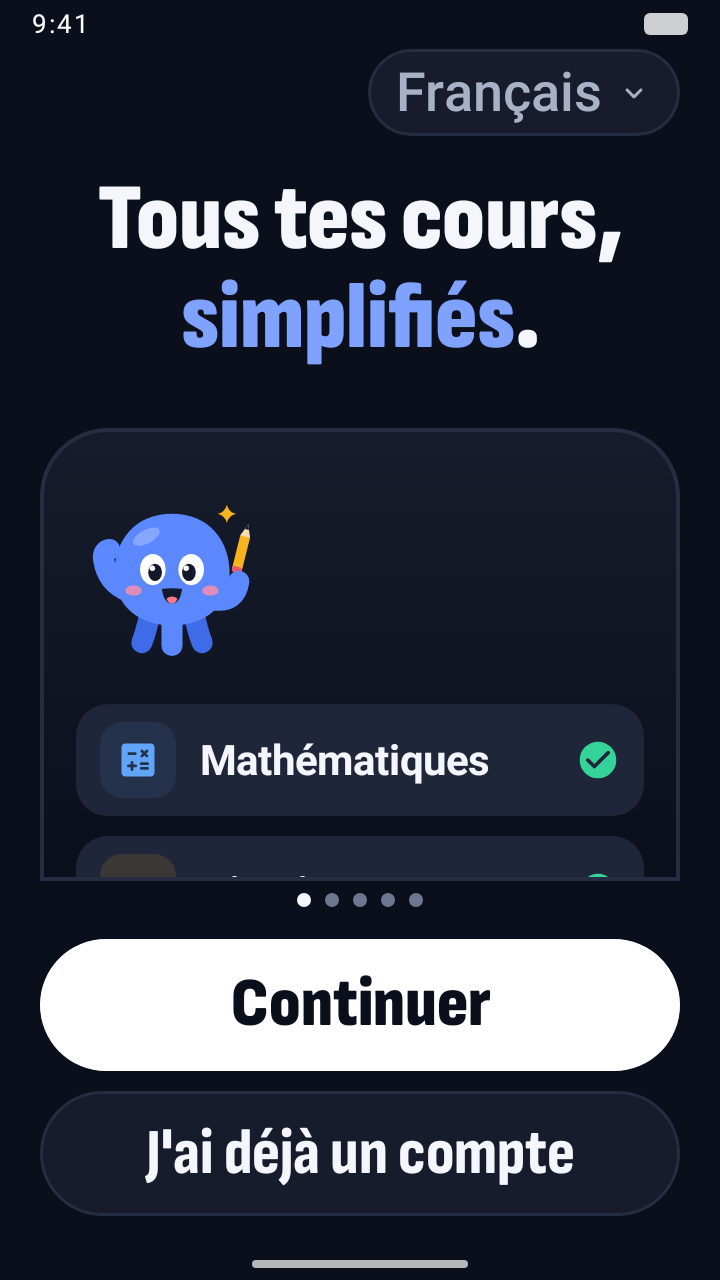 9:41
Français
Tous tes cours,
simplifiés.
Mathématiques
Continuer
J'ai déjà un compte